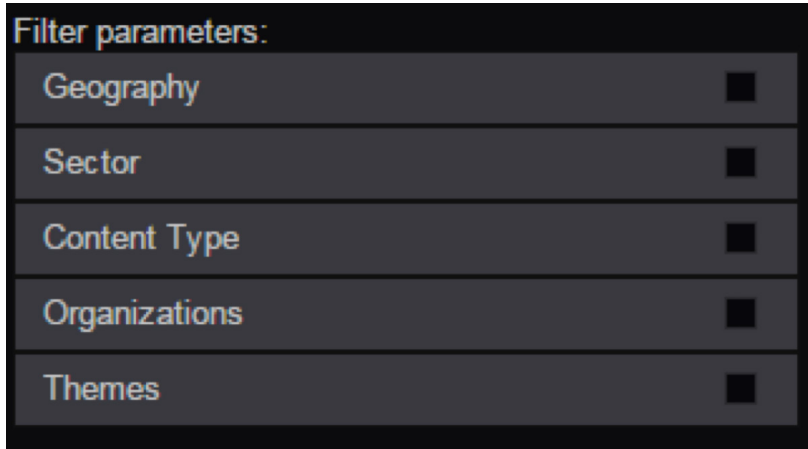 Filter parameters:
Geography
Sector
Content Type
Organizations
Themes